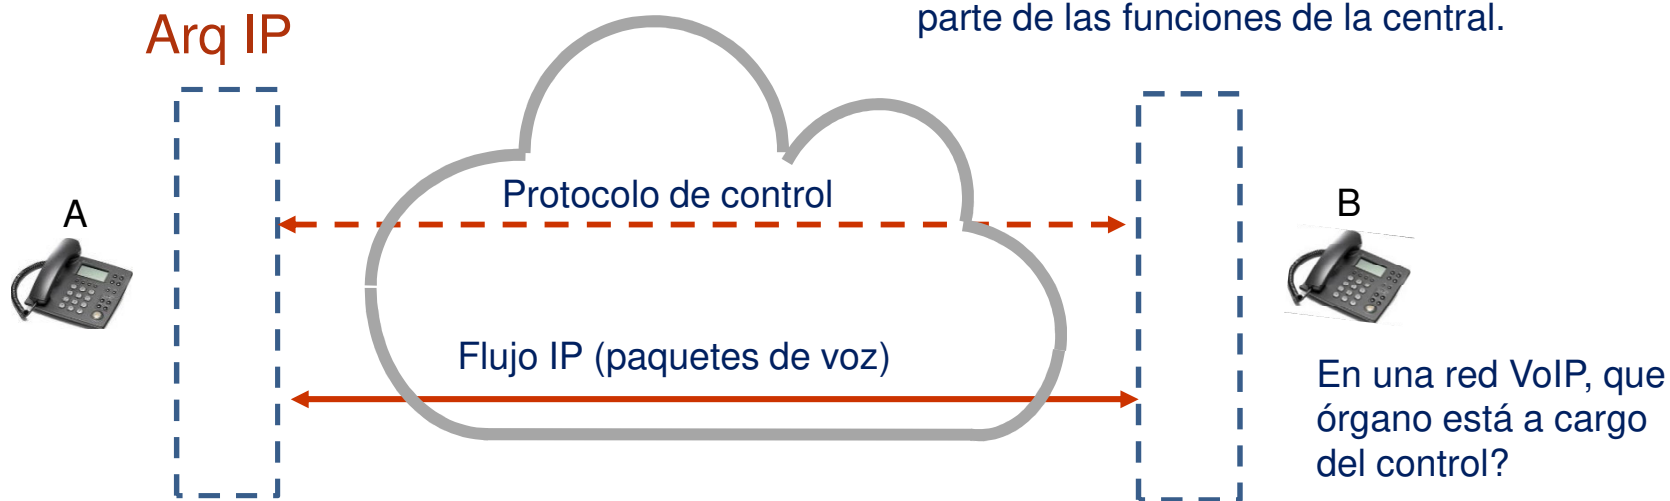 parte de las funciones de la central.
Arq IP
Protocolo de control
A
B
Flujo IP (paquetes de voz)
En una red VoIP, que
órgano está a cargo
del control?